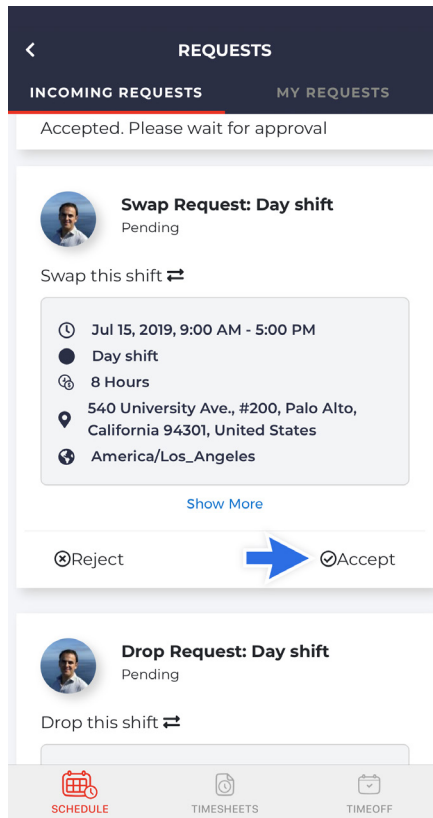 REQUESTS
INCOMING REQUESTS
MY REQUESTS
Accepted. Please wait for approval
Swap Request: Day shift
Pending
Swap this shift
Jul 15, 2019, 9:00 AM - 5:00 PM
Day shift
8 Hours
540 University Ave., #200, Palo Alto,
California 94301, United States
America/Los_Angeles
Show More
Reject
Accept
Drop Request: Day shift
Pending
Drop this shift
SCHEDULE
TIMESHEETS
TIMEOFF